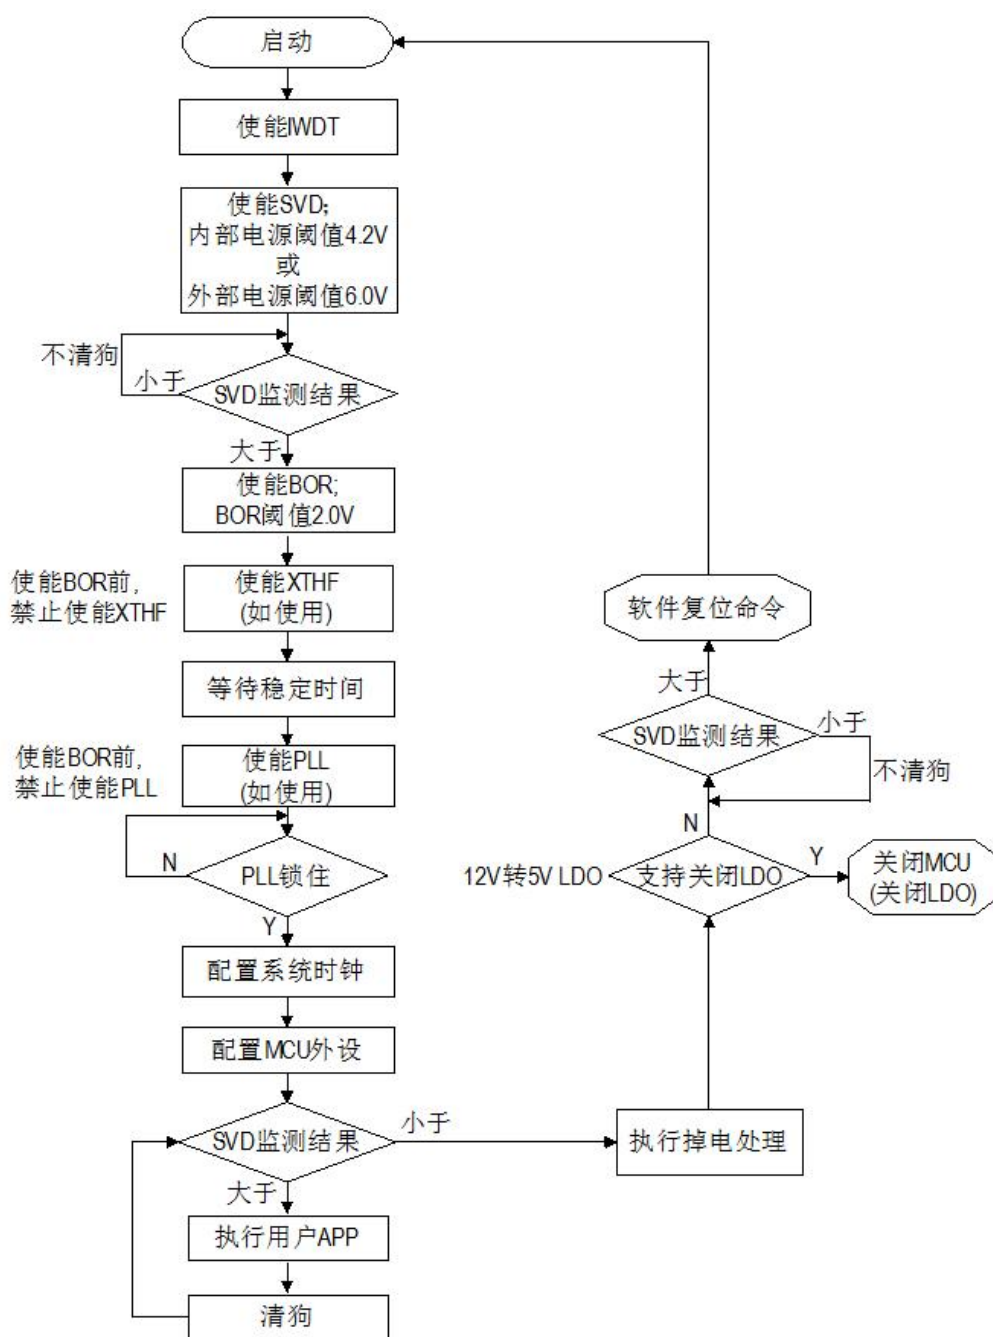 启动
使能IWDT
使能SVD;
内部电源阈值4.2V
或
外部电源阈值6.0V
不清狗
小于
SVD监测结果
大于
使能BOR;
BOR阈值2.0V
使能BOR前,
禁止使能XTHF
使能XTHF
(如使用)
等待稳定时间
使能BOR前,
禁止使能PLL
使能PLL
(如使用)
N
PLL锁住
Y
配置系统时钟
配置MCU外设
SVD监测结果
小于
大于
执行用户APP
清狗
执行掉电处理
12V转5V LDO
支持关闭LDO
Y
关闭MCU
(关闭LDO)
N
不清狗
SVD监测结果
小于
大于
软件复位命令